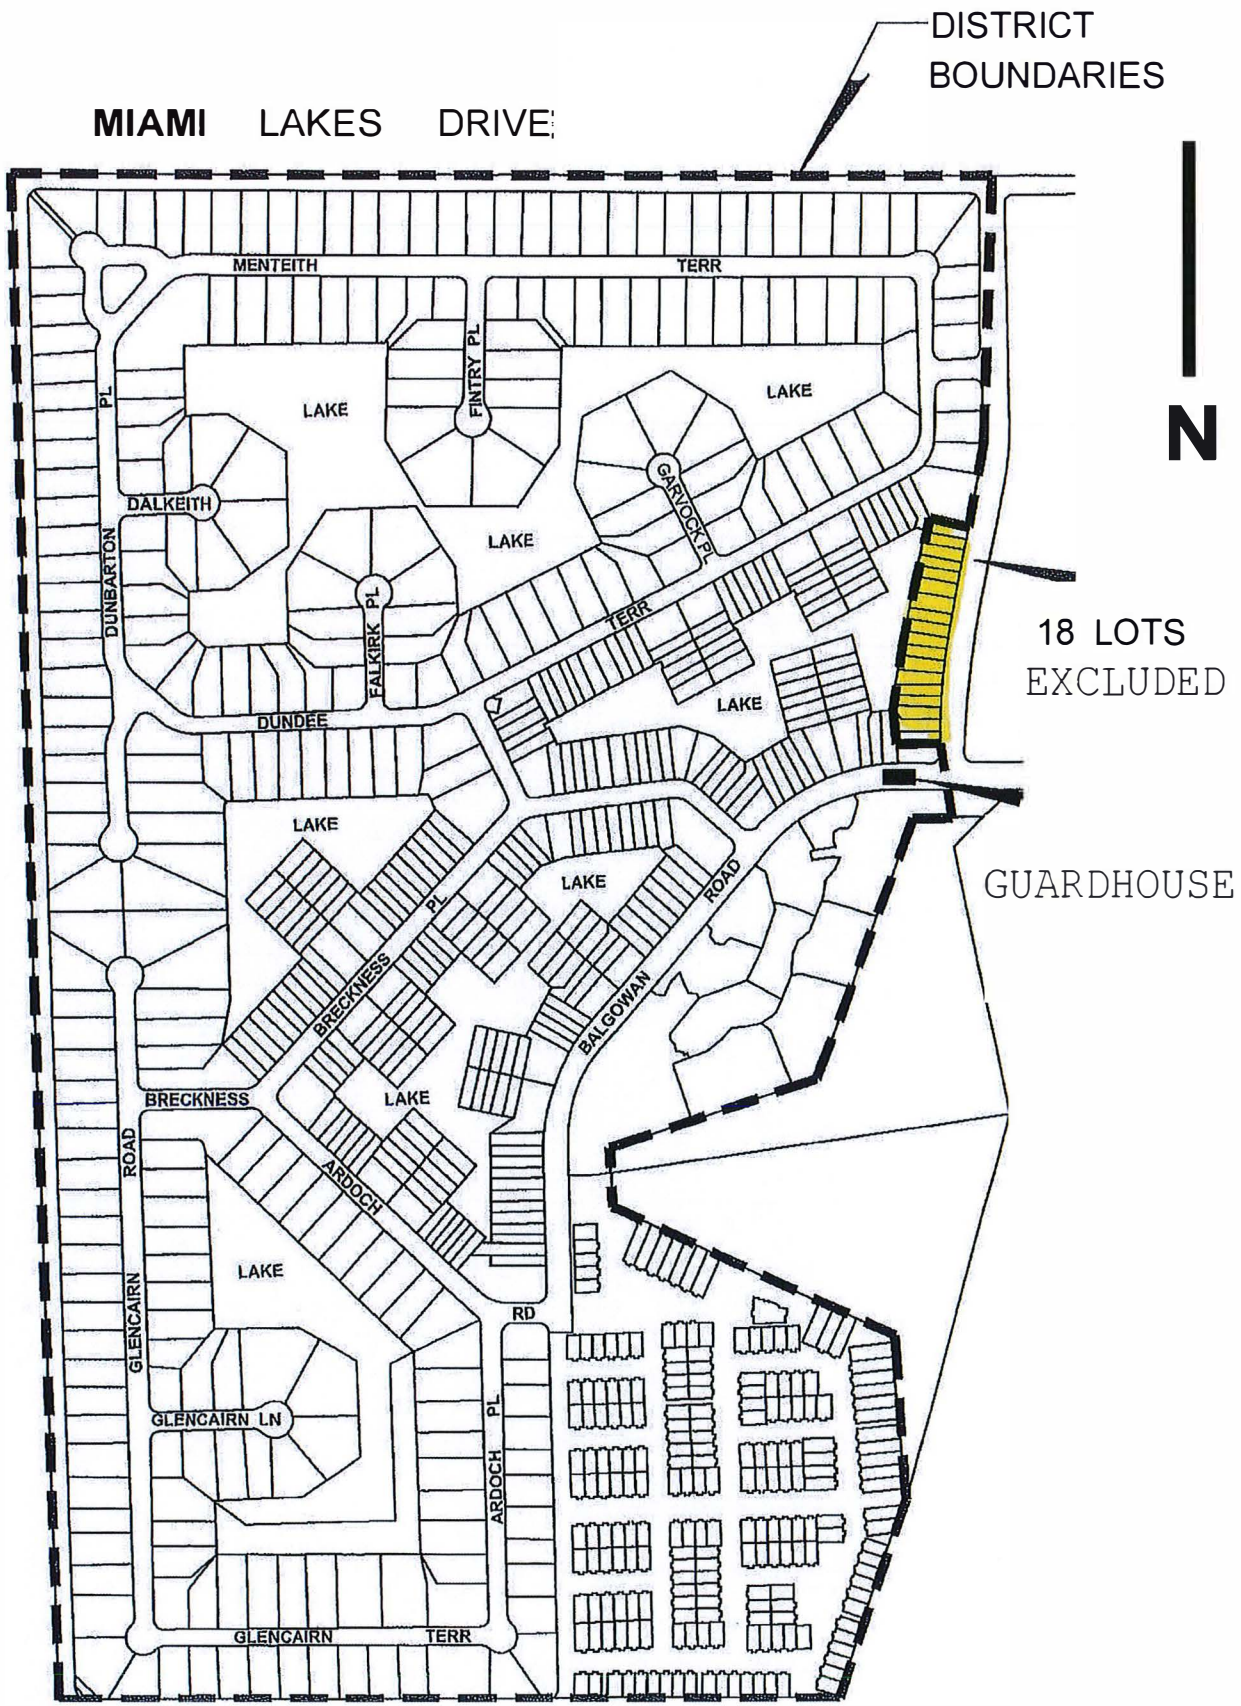 DISTRICT
BOUNDARIES
MIAMI LAKES DRIVE
N
MENTEITH TERR
FINTRY PL
PL
LAKE
LAKE
GARVOCK PL
DALKEITH
LAKE
DUNBARTON
FALKIRK PL
TERR
18 LOTS
EXCLUDED
LAKE
DUNDEE
LAKE
LAKE
ROAD
GUARDHOUSE
PL
BRECKNESS
BALGOWAN
BRECKNESS
LAKE
ROAD
ARDOCH
LAKE
RD
GLENCAIRN
GLENCAIRN LN
PL
ARDOCH
GLENCAIRN TERR